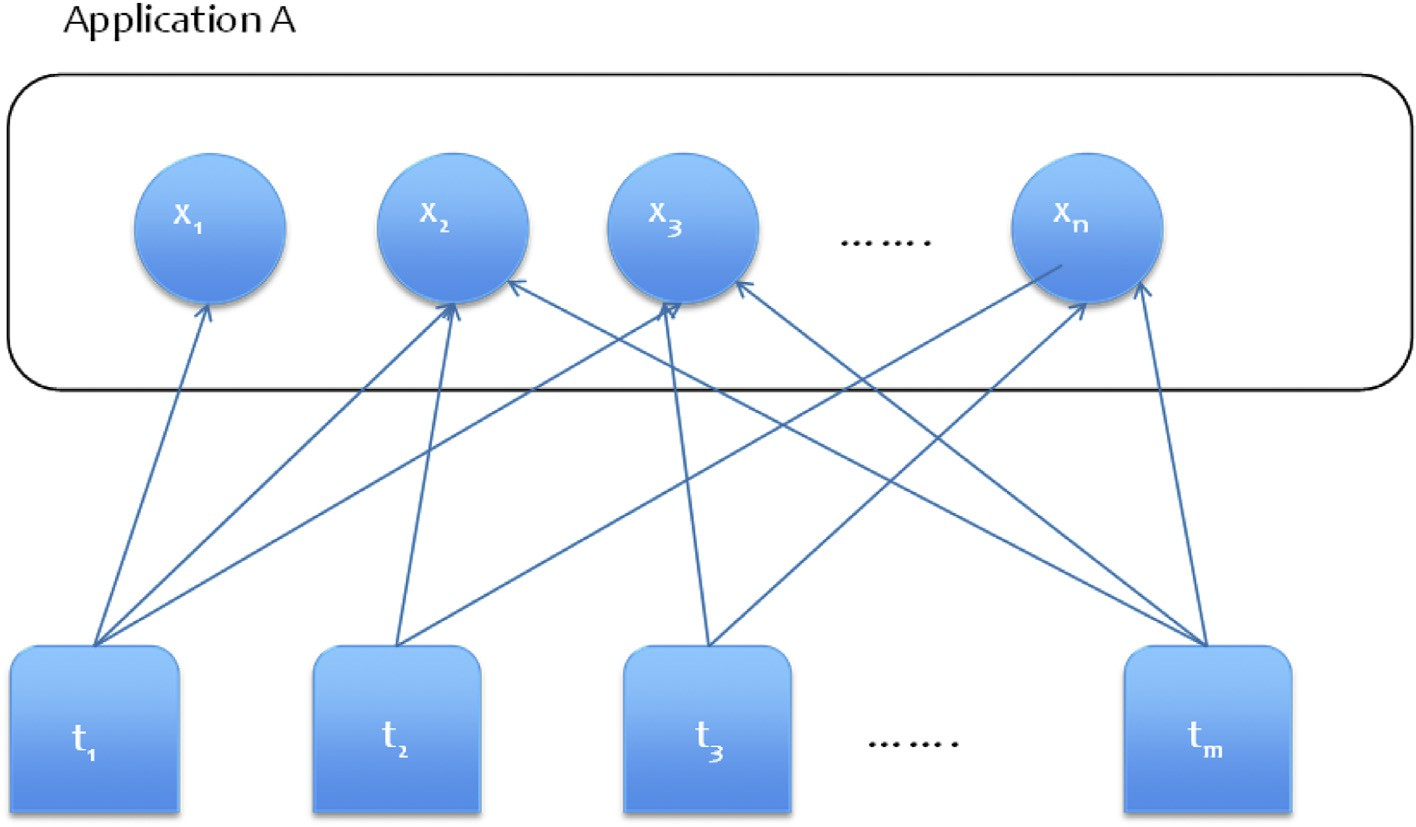 Application A
x₁ x₂ x₃ ....... xₙ
t₁ t₂ t₃ ....... tₘ